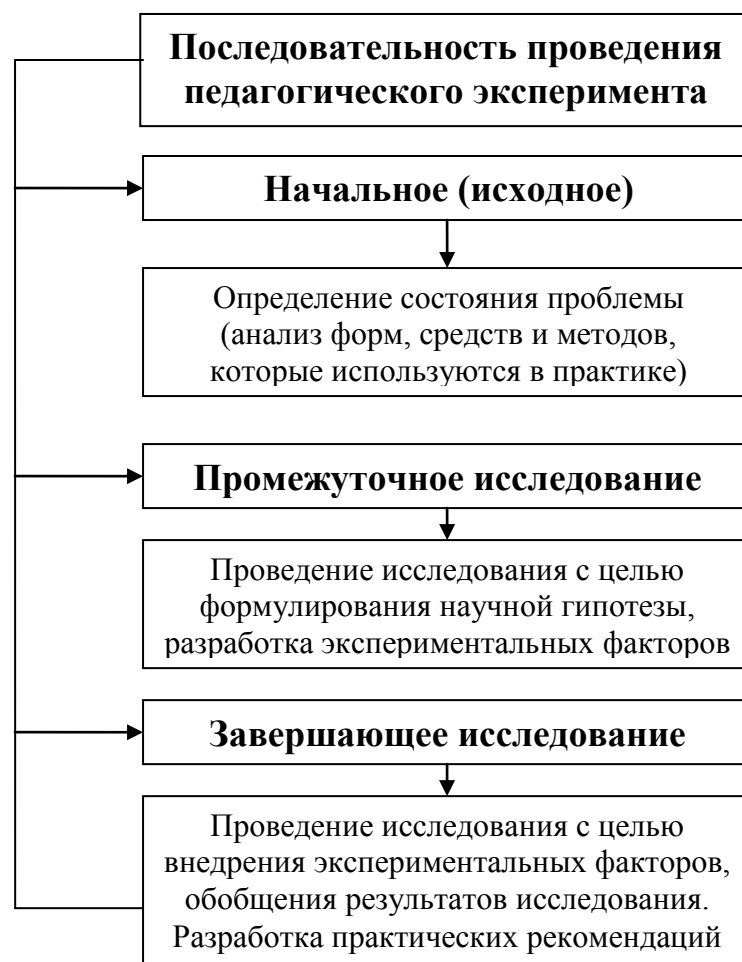 Последовательность проведения
педагогического эксперимента
Начальное (исходное)
Определение состояния проблемы
(анализ форм, средств и методов,
которые используются в практике)
Промежуточное исследование
Проведение исследования с целью
формулирования научной гипотезы,
разработка экспериментальных факторов
Завершающее исследование
Проведение исследования с целью
внедрения экспериментальных факторов,
обобщения результатов исследования.
Разработка практических рекомендаций